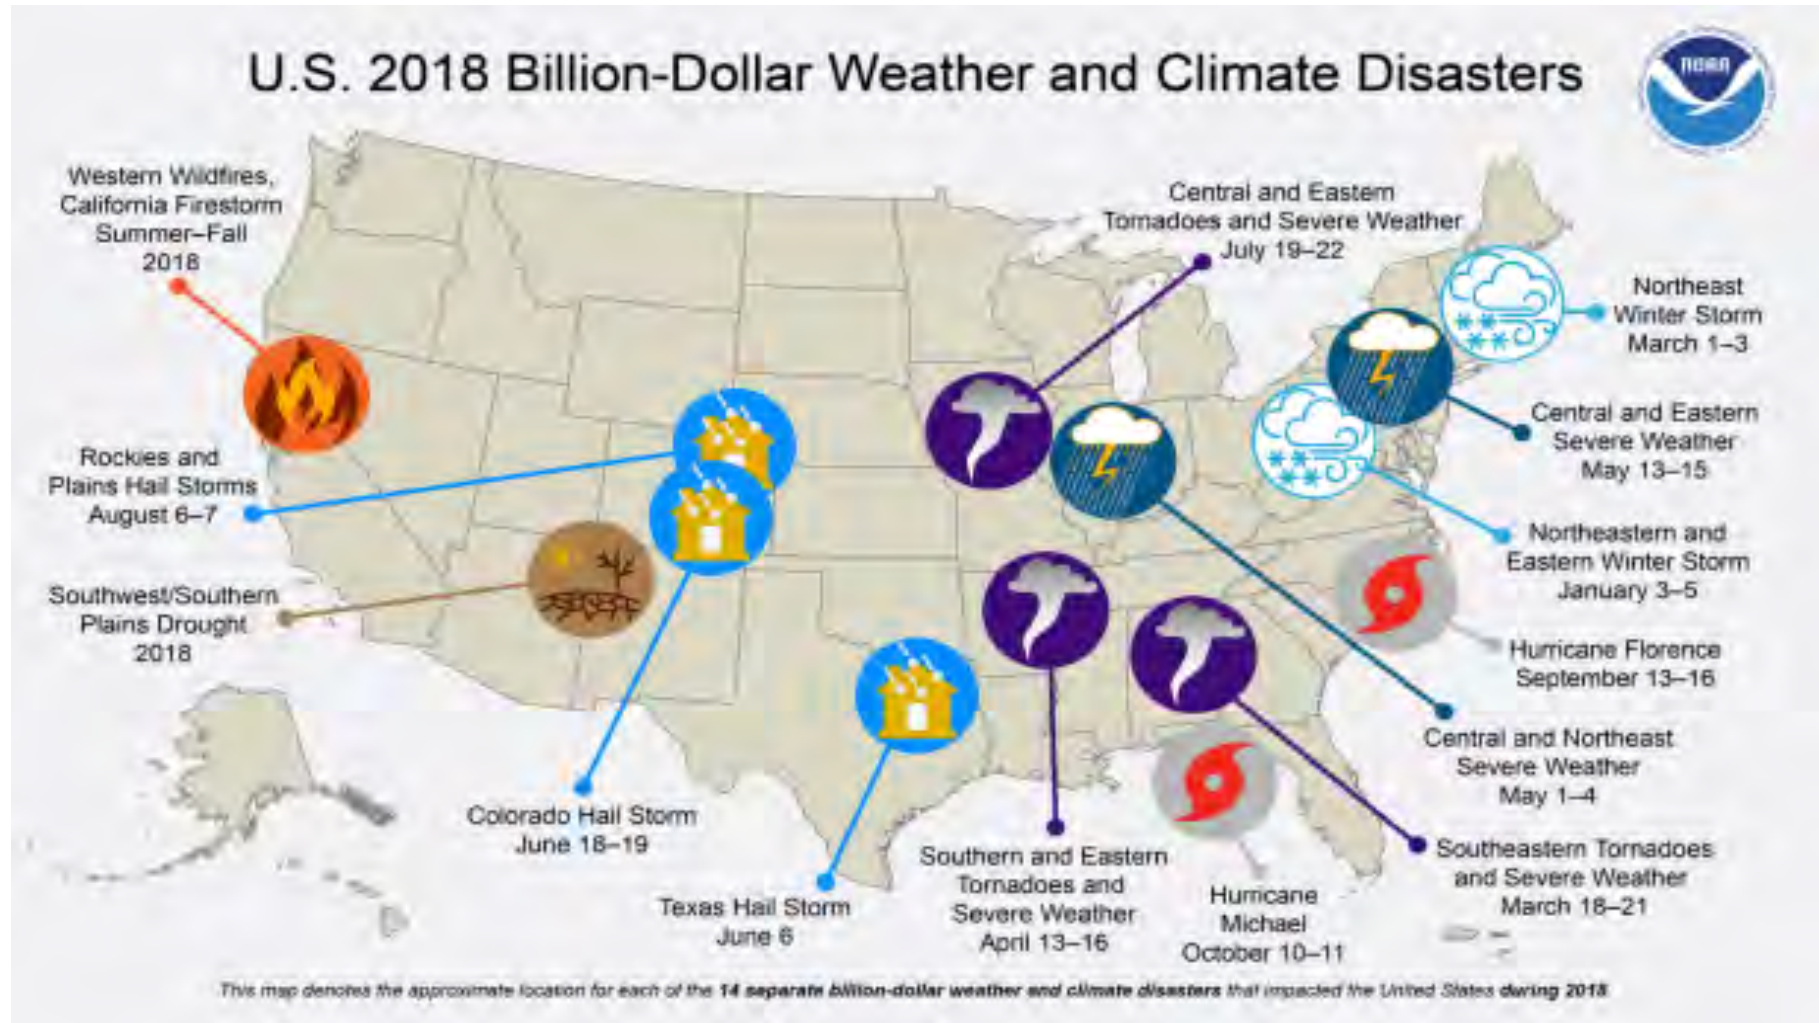 U.S. 2018 Billion-Dollar Weather and Climate Disasters
NOAA
Western Wildfires,
California Firestorm
Summer–Fall
2018
Central and Eastern
Tornadoes and Severe Weather
July 19–22
Northeast
Winter Storm
March 1–3
Central and Eastern
Severe Weather
May 13–15
Rockies and
Plains Hail Storms
August 6–7
Northeastern and
Eastern Winter Storm
January 3–5
Southwest/Southern
Plains Drought
2018
Hurricane Florence
September 13–16
Central and Northeast
Severe Weather
May 1–4
Colorado Hail Storm
June 18–19
Texas Hail Storm
June 6
Southern and Eastern
Tornadoes and
Severe Weather
April 13–16
Hurricane
Michael
October 10–11
Southeastern Tornadoes
and Severe Weather
March 18–21
This map denotes the approximate location for each of the 14 separate billion-dollar weather and climate disasters that impacted the United States during 2018